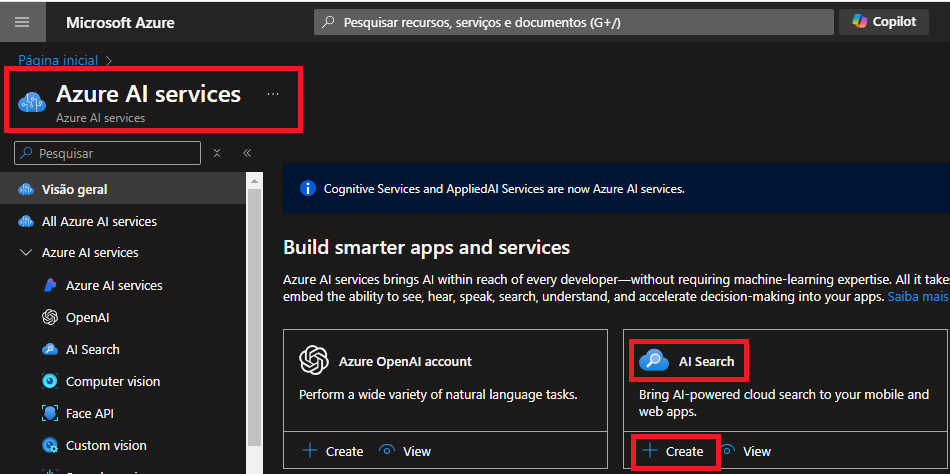 Microsoft Azure
Pesquisar recursos, serviços e documentos (G+/)
Copilot
Página inicial
Azure AI services
Azure AI services
Pesquisar
Visão geral
All Azure AI services
Azure AI services
Azure AI services
OpenAI
AI Search
Computer vision
Face API
Custom vision
Cognitive Services and AppliedAI Services are now Azure AI services.
Build smarter apps and services
Azure AI services brings AI within reach of every developer—without requiring machine-learning expertise. All it take
embed the ability to see, hear, speak, search, understand, and accelerate decision-making into your apps. Saiba mais
Azure OpenAI account
Perform a wide variety of natural language tasks.
Create View
AI Search
Bring AI-powered cloud search to your mobile and
web apps.
Create View